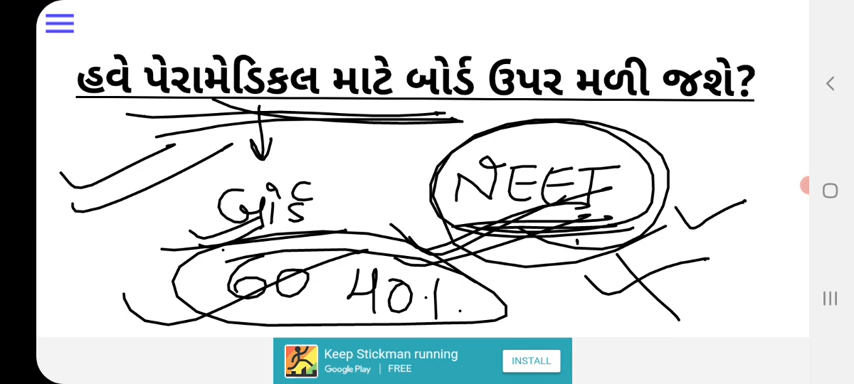 હવે પેરામેડિકલ માટે બોર્ડ ઉપર મળી જશે?
NEET
બોર્ડ
60 40%
Keep Stickman running
Google Play | FREE
INSTALL